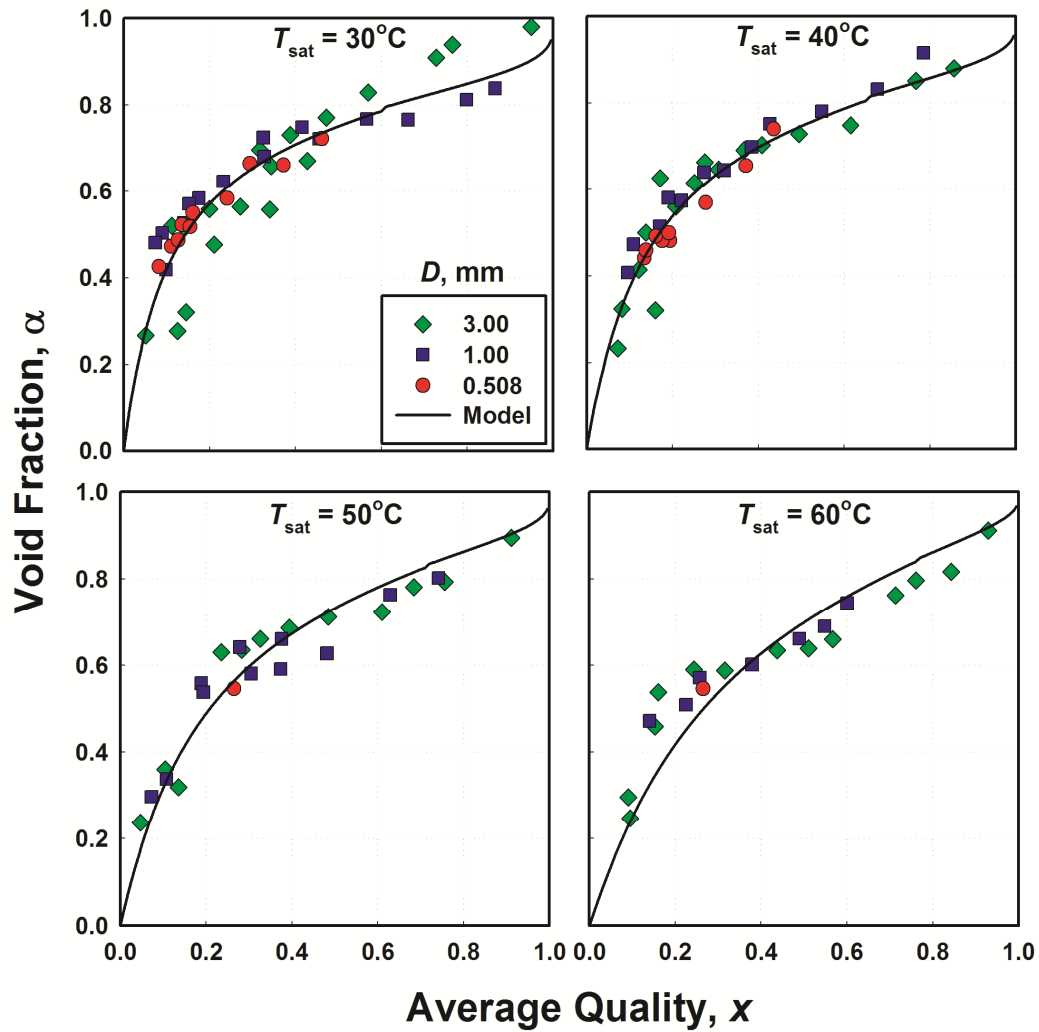 Void Fraction, α
1.0
0.8
0.6
0.4
0.2
0.0
T_sat = 30°C
D, mm
3.00
1.00
0.508
Model
T_sat = 40°C
1.0
0.8
0.6
0.4
0.2
0.0
T_sat = 50°C
0.0 0.2 0.4 0.6 0.8 1.0
T_sat = 60°C
0.0 0.2 0.4 0.6 0.8 1.0
Average Quality, x